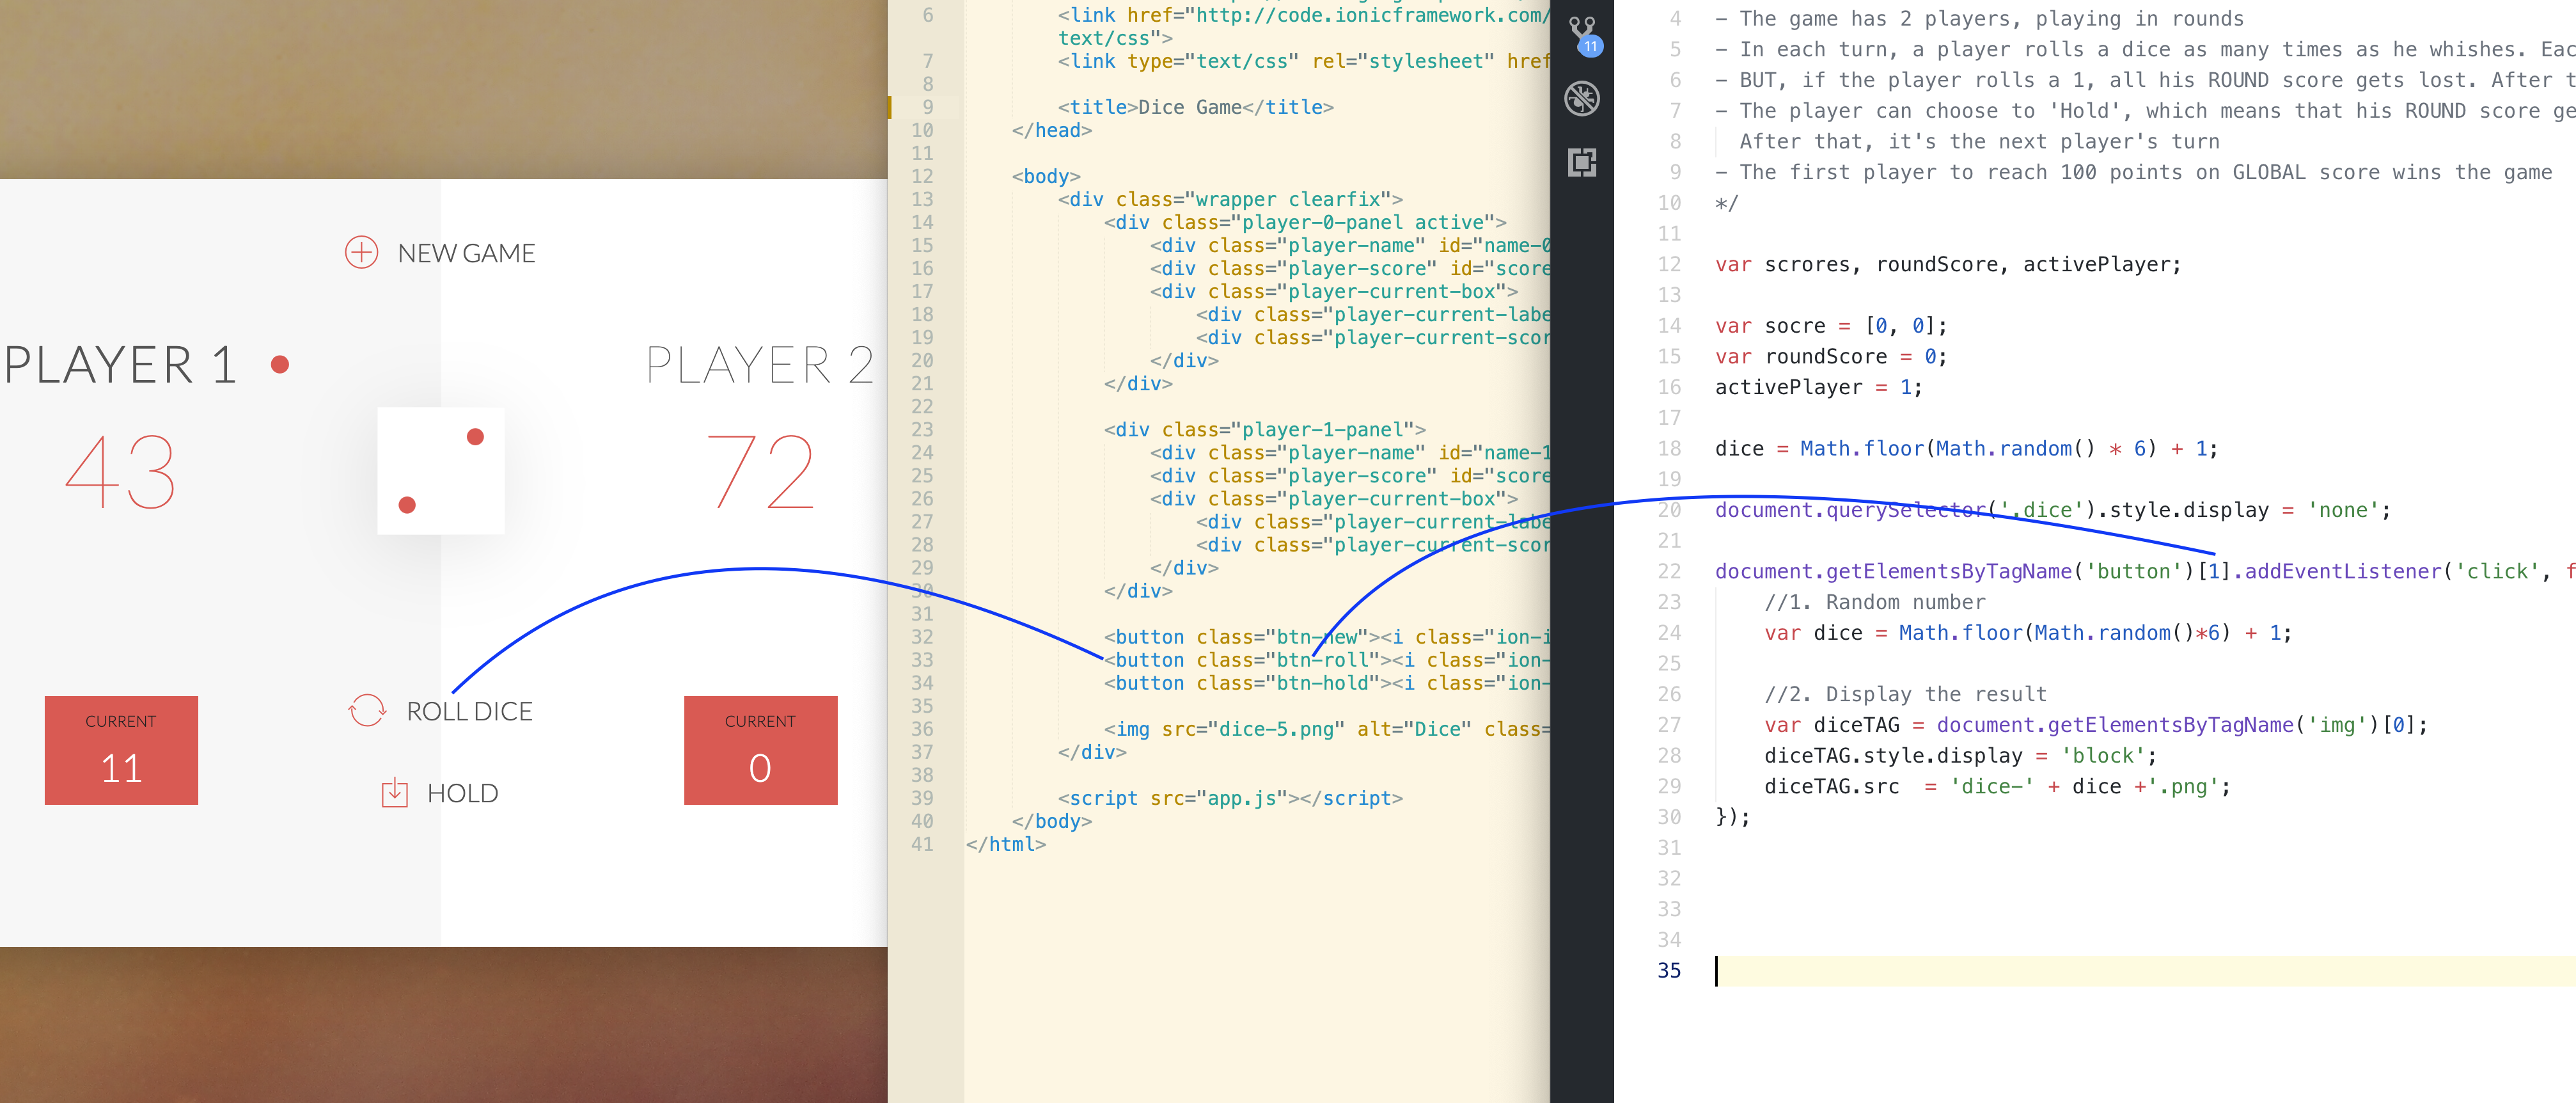 NEW GAME
PLAYER 1
43
PLAYER 2
72
CURRENT
11
ROLL DICE
HOLD
CURRENT
0
6 <link href="http://code.ionicframework.com/
text/css">
7 <link type="text/css" rel="stylesheet" href
8
9 <title>Dice Game</title>
10 </head>
11
12 <body>
13 <div class="wrapper clearfix">
14 <div class="player-0-panel active">
15 <div class="player-name" id="name-0
16 <div class="player-score" id="score
17 <div class="player-current-box">
18 <div class="player-current-labe
19 <div class="player-current-scor
20 </div>
21 </div>
22
23 <div class="player-1-panel">
24 <div class="player-name" id="name-1
25 <div class="player-score" id="score
26 <div class="player-current-box">
27 <div class="player-current-labe
28 <div class="player-current-scor
29 </div>
30 </div>
31
32 <button class="btn-new"><i class="ion-i
33 <button class="btn-roll"><i class="ion-
34 <button class="btn-hold"><i class="ion-
35
36 <img src="dice-5.png" alt="Dice" class=
37 </div>
38
39 <script src="app.js"></script>
40 </body>
41 </html>
11
4 - The game has 2 players, playing in rounds
5 - In each turn, a player rolls a dice as many times as he whishes. Eac
6 - BUT, if the player rolls a 1, all his ROUND score gets lost. After t
7 - The player can choose to 'Hold', which means that his ROUND score ge
8 After that, it's the next player's turn
9 - The first player to reach 100 points on GLOBAL score wins the game
10 */
11
12 var scrores, roundScore, activePlayer;
13
14 var socre = [0, 0];
15 var roundScore = 0;
16 activePlayer = 1;
17
18 dice = Math.floor(Math.random() * 6) + 1;
19
20 document.querySelector('.dice').style.display = 'none';
21
22 document.getElementsByTagName('button')[1].addEventListener('click', f
23 //1. Random number
24 var dice = Math.floor(Math.random()*6) + 1;
25
26 //2. Display the result
27 var diceTAG = document.getElementsByTagName('img')[0];
28 diceTAG.style.display = 'block';
29 diceTAG.src  = 'dice-' + dice +'.png';
30 });
31
32
33
34
35